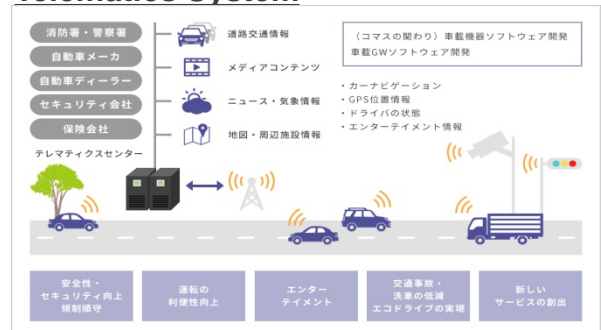 Telematics System
消防署・警察署
自動車メーカ
自動車ディーラー
セキュリティ会社
保険会社
テレマティクスセンター
道路交通情報
メディアコンテンツ
ニュース・気象情報
地図・周辺施設情報
（コマスの関わり）車載機器ソフトウェア開発
車載GWソフトウェア開発
・カーナビゲーション
・GPS位置情報
・ドライバの状態
・エンターテイメント情報
安全性・
セキュリティ向上
規制順守
運転の
利便性向上
エンター
テイメント
交通事故・
洗車の低減
エコドライブの実現
新しい
サービスの創出